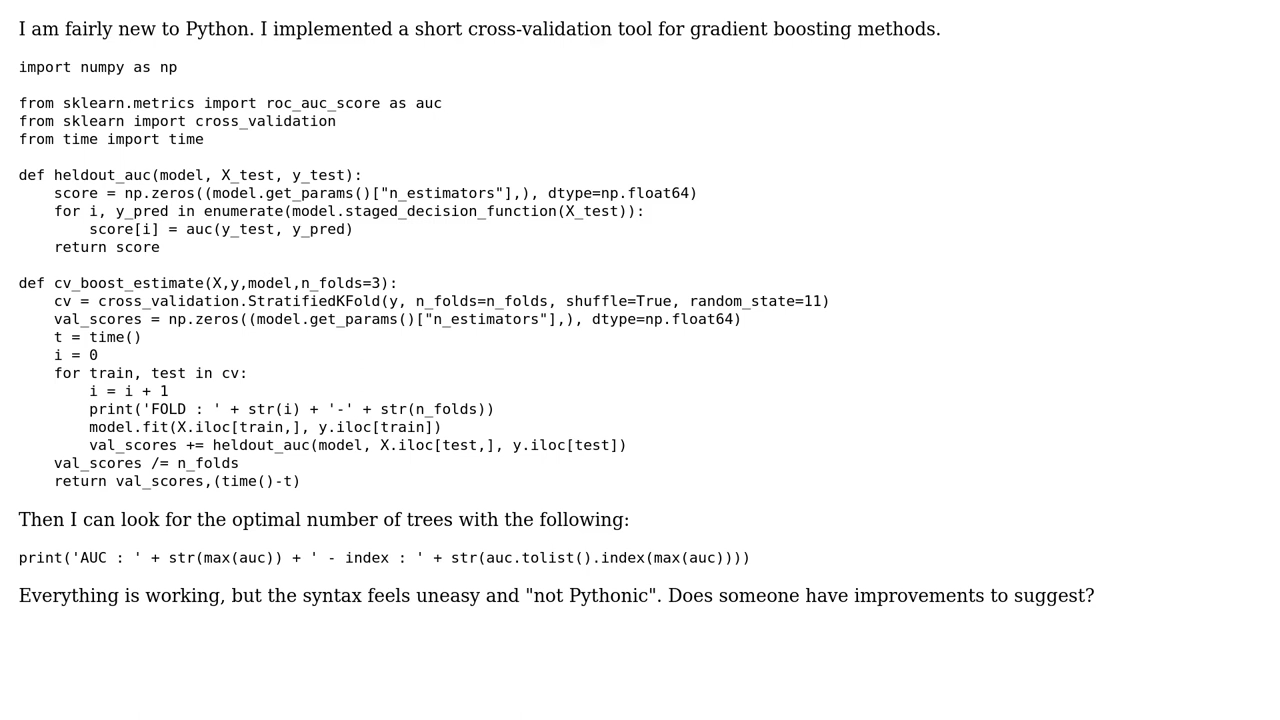 I am fairly new to Python. I implemented a short cross-validation tool for gradient boosting methods.
import numpy as np
from sklearn.metrics import roc_auc_score as auc
from sklearn import cross_validation
from time import time
def heldout_auc(model, X_test, y_test):
    score = np.zeros((model.get_params()["n_estimators"],), dtype=np.float64)
    for i, y_pred in enumerate(model.staged_decision_function(X_test)):
        score[i] = auc(y_test, y_pred)
    return score
def cv_boost_estimate(X,y,model,n_folds=3):
    cv = cross_validation.StratifiedKFold(y, n_folds=n_folds, shuffle=True, random_state=11)
    val_scores = np.zeros((model.get_params()["n_estimators"],), dtype=np.float64)
    t = time()
    i = 0
    for train, test in cv:
        i = i + 1
        print('FOLD : ' + str(i) + '-' + str(n_folds))
        model.fit(X.iloc[train,], y.iloc[train])
        val_scores += heldout_auc(model, X.iloc[test,], y.iloc[test])
    val_scores /= n_folds
    return val_scores,(time()-t)
Then I can look for the optimal number of trees with the following:
print('AUC : ' + str(max(auc)) + ' - index : ' + str(auc.tolist().index(max(auc))))
Everything is working, but the syntax feels uneasy and "not Pythonic". Does someone have improvements to suggest?